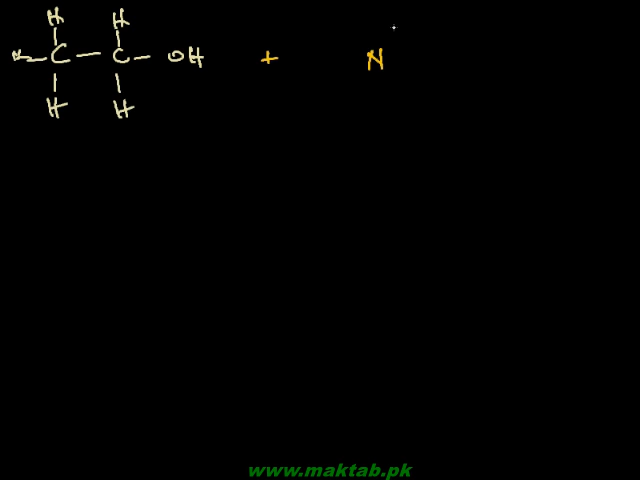 H H
H - C - C - OH + N
H H
www.maktab.pk